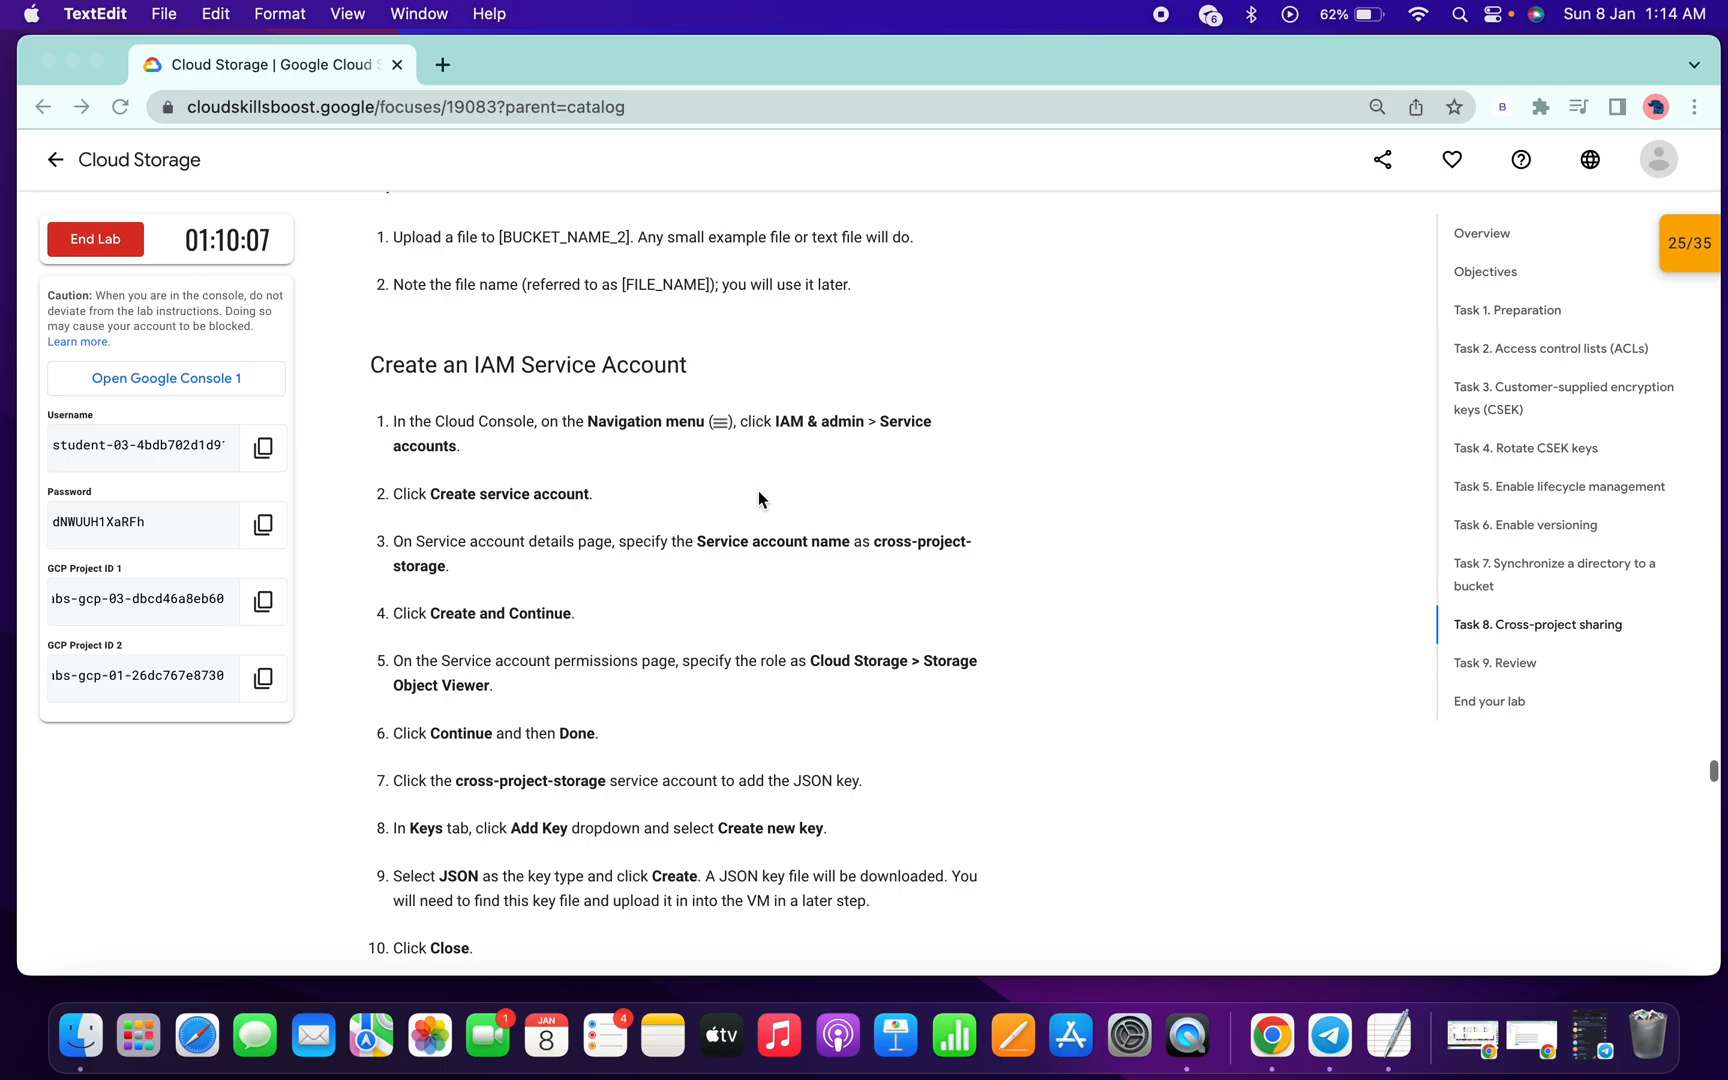 TextEdit File Edit Format View Window Help
6
62%
Sun 8 Jan 1:14 AM
Cloud Storage | Google Cloud S
cloudskillsboost.google/focuses/19083?parent=catalog
B
Cloud Storage
End Lab
01:10:07
Caution: When you are in the console, do not
deviate from the lab instructions. Doing so
may cause your account to be blocked.
Learn more.
Open Google Console 1
Username
student-03-4bdb702d1d9
Password
dNWUUH1XaRFh
GCP Project ID 1
abs-gcp-03-dbcd46a8eb60
GCP Project ID 2
abs-gcp-01-26dc767e8730
1. Upload a file to [BUCKET_NAME_2]. Any small example file or text file will do.
2. Note the file name (referred to as [FILE_NAME]); you will use it later.
Create an IAM Service Account
1. In the Cloud Console, on the Navigation menu (≡), click IAM & admin > Service
accounts.
2. Click Create service account.
3. On Service account details page, specify the Service account name as cross-project-
storage.
4. Click Create and Continue.
5. On the Service account permissions page, specify the role as Cloud Storage > Storage
Object Viewer.
6. Click Continue and then Done.
7. Click the cross-project-storage service account to add the JSON key.
8. In Keys tab, click Add Key dropdown and select Create new key.
9. Select JSON as the key type and click Create. A JSON key file will be downloaded. You
will need to find this key file and upload it in into the VM in a later step.
10. Click Close.
Overview
Objectives
Task 1. Preparation
Task 2. Access control lists (ACLs)
Task 3. Customer-supplied encryption
keys (CSEK)
Task 4. Rotate CSEK keys
Task 5. Enable lifecycle management
Task 6. Enable versioning
Task 7. Synchronize a directory to a
bucket
Task 8. Cross-project sharing
Task 9. Review
End your lab
25/35
1
JAN
8
4
tv